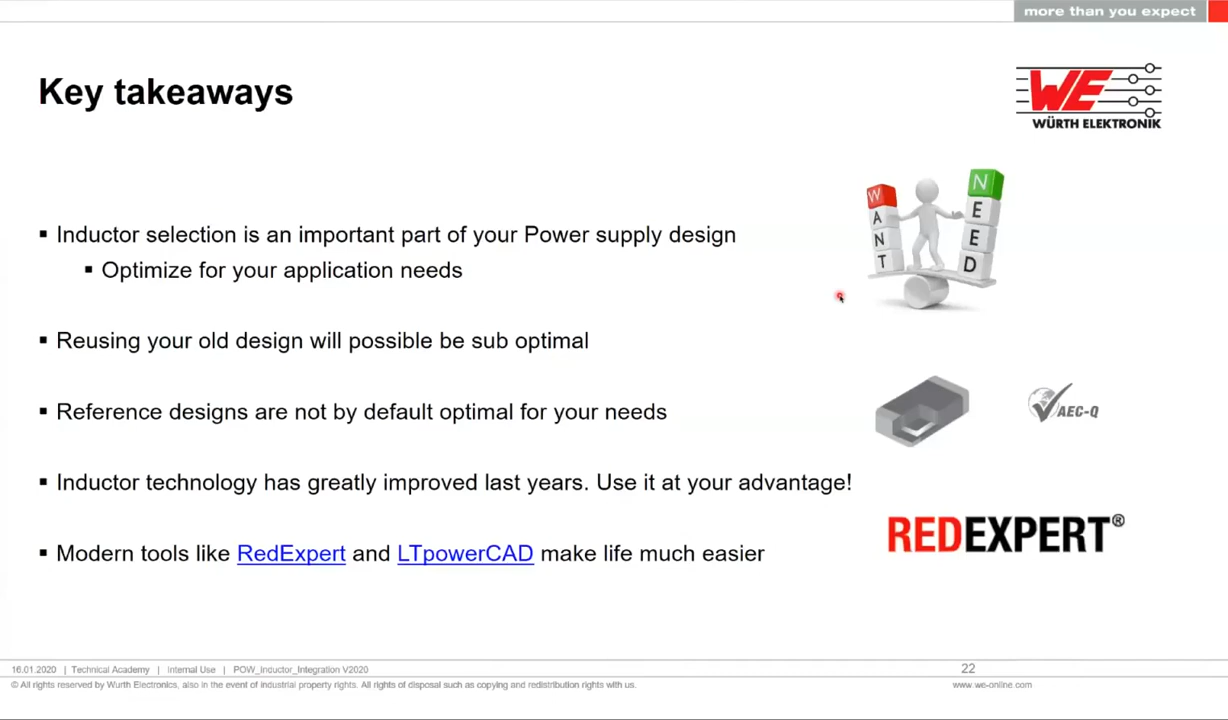 more than you expect
Key takeaways
WE
WÜRTH ELEKTRONIK
WANT
NEED
▪ Inductor selection is an important part of your Power supply design
▪ Optimize for your application needs
▪ Reusing your old design will possible be sub optimal
▪ Reference designs are not by default optimal for your needs
AEC-Q
▪ Inductor technology has greatly improved last years. Use it at your advantage!
REDEXPERT®
▪ Modern tools like RedExpert and LTpowerCAD make life much easier
16.01.2020 | Technical Academy | Internal Use | POW_Inductor_Integration V2020
22
© All rights reserved by Wurth Electronics, also in the event of industrial property rights. All rights of disposal such as copying and redistribution rights with us.
www.we-online.com